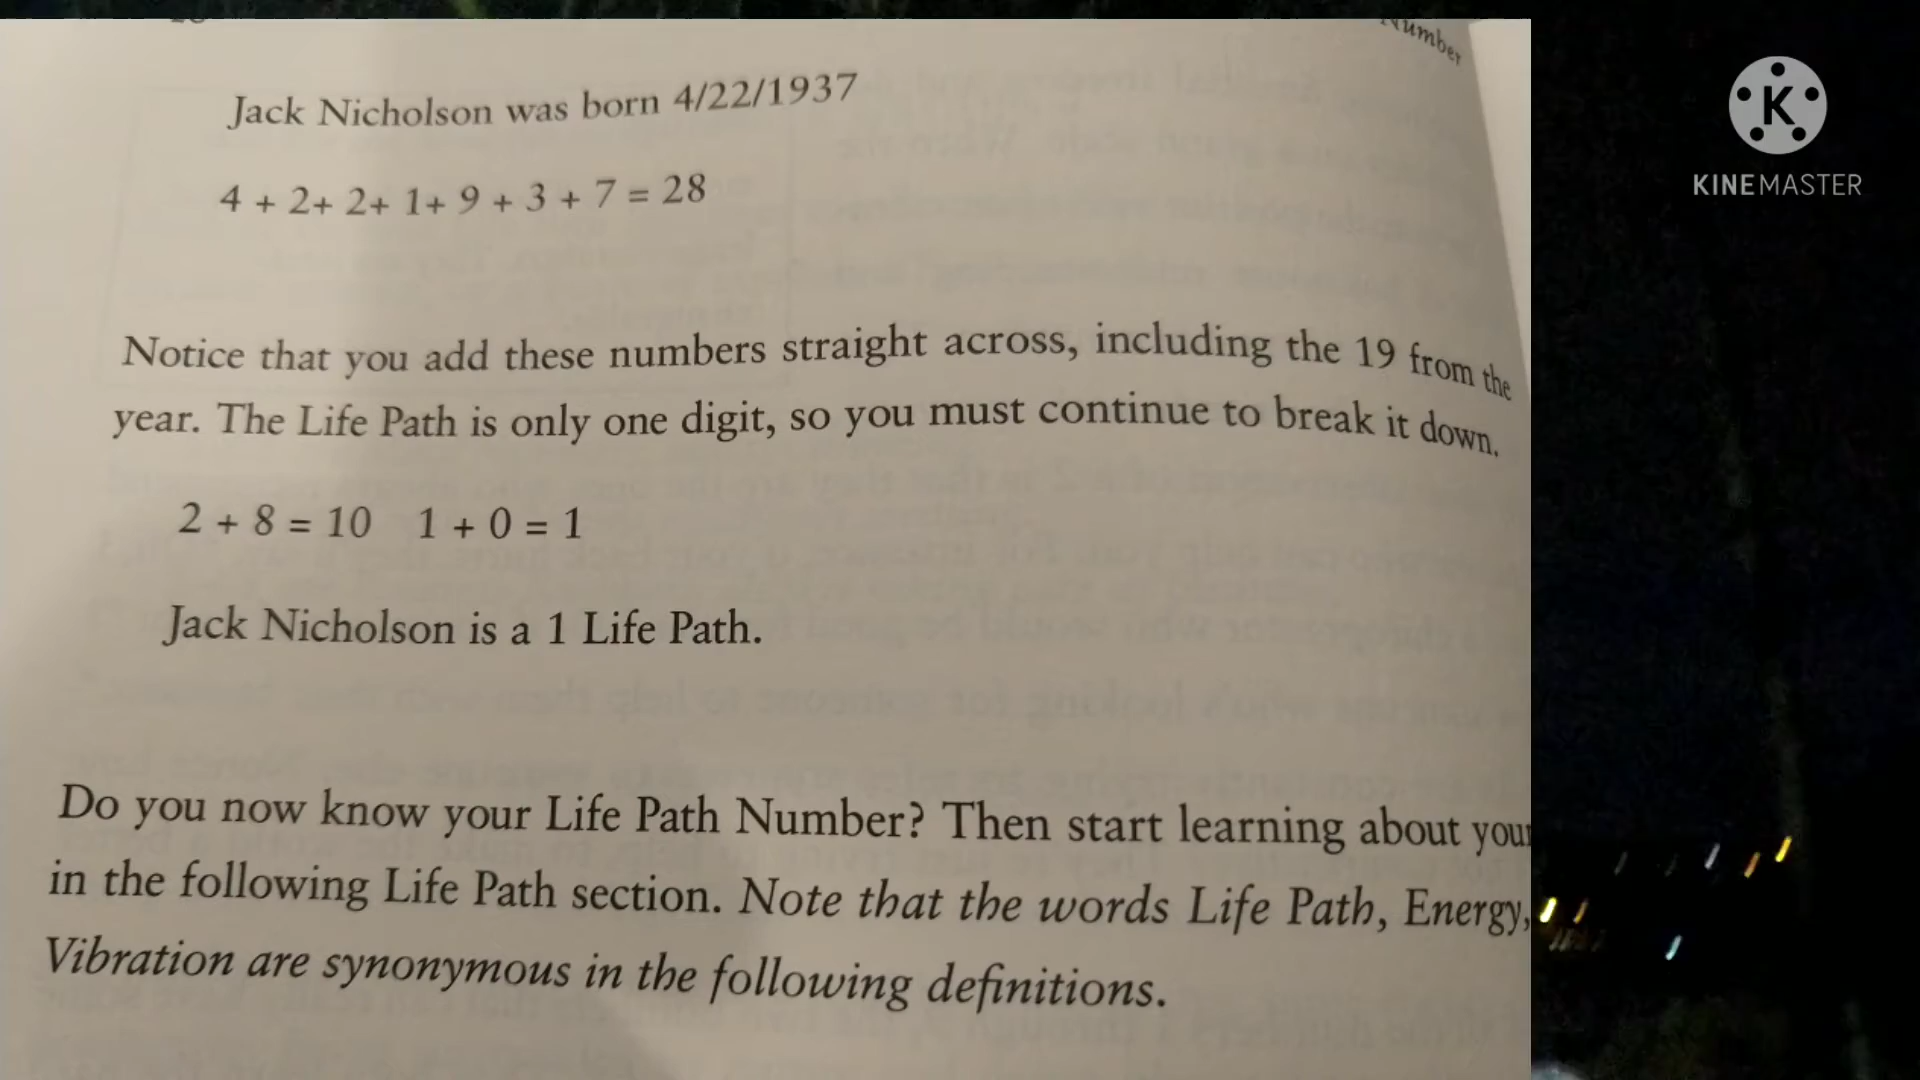 Number
Jack Nicholson was born 4/22/1937
4 + 2+ 2+ 1+ 9 + 3 + 7 = 28
Notice that you add these numbers straight across, including the 19 from the
year. The Life Path is only one digit, so you must continue to break it down.
2 + 8 = 10 1 + 0 = 1
Jack Nicholson is a 1 Life Path.
Do you now know your Life Path Number? Then start learning about
in the following Life Path section. Note that the words Life Path, Energy,
Vibration are synonymous in the following definitions.
K
KINEMASTER